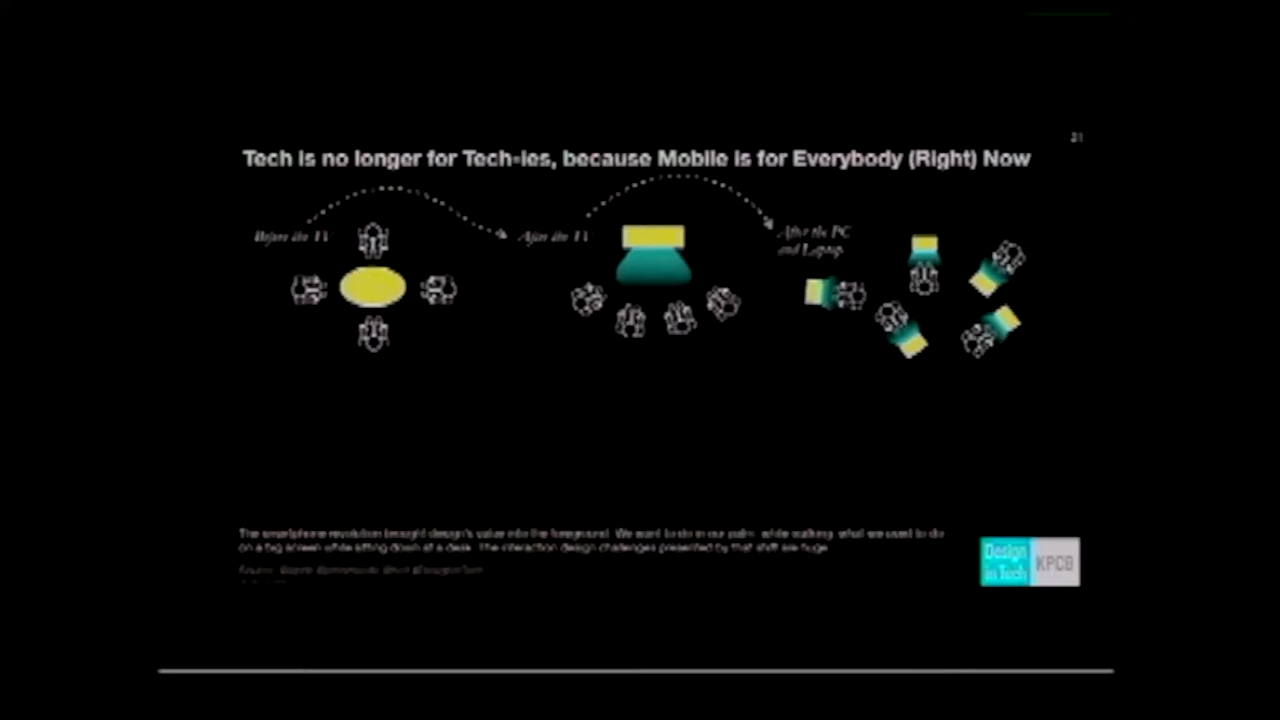 21
Tech is no longer for Tech-ies, because Mobile is for Everybody (Right) Now
Before the TV
After the TV
After the PC
and Laptop
The smartphone revolution brought design's value into the foreground. We want to do in our palm while walking what we used to do
on a big screen while sitting down at a desk. The interaction design challenges presented by that shift are huge
Design
in Tech
KPCB